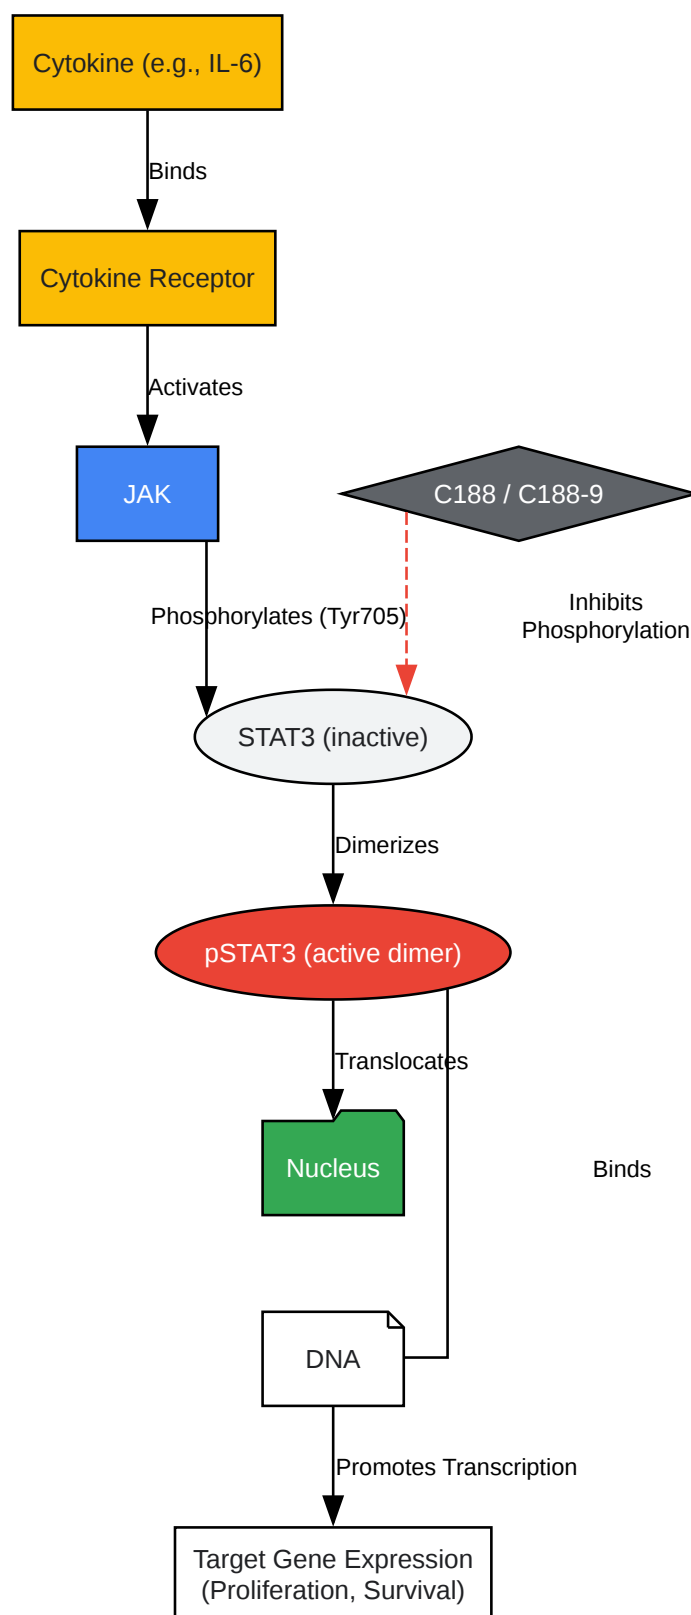 Cytokine (e.g., IL-6)
Binds
Cytokine Receptor
Activates
JAK
C188 / C188-9
Phosphorylates (Tyr705)
Inhibits
Phosphorylation
STAT3 (inactive)
Dimerizes
pSTAT3 (active dimer)
Translocates
Nucleus
Binds
DNA
Promotes Transcription
Target Gene Expression
(Proliferation, Survival)